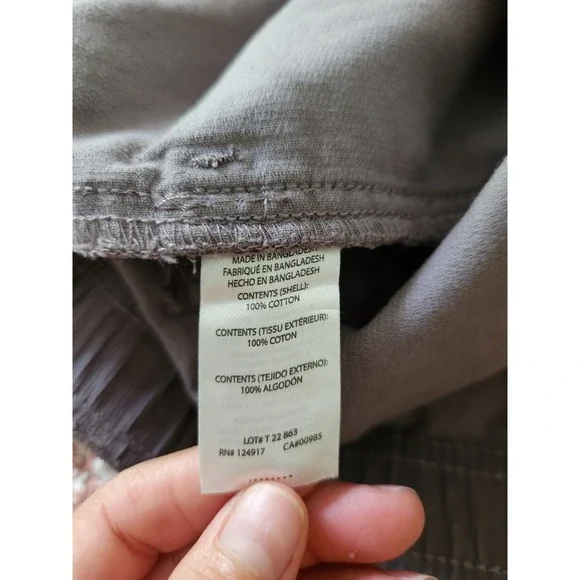 MADE IN BANGLADESH
FABRIQUÉ EN BANGLADESH
HECHO EN BANGLADESH
CONTENTS (SHELL):
100% COTTON
CONTENTS (TISSU EXTÉRIEUR):
100% COTON
CONTENTS (TEJIDO EXTERNO):
100% ALGODÓN
LOT# T 22 863
RN# 124917 CA#00985